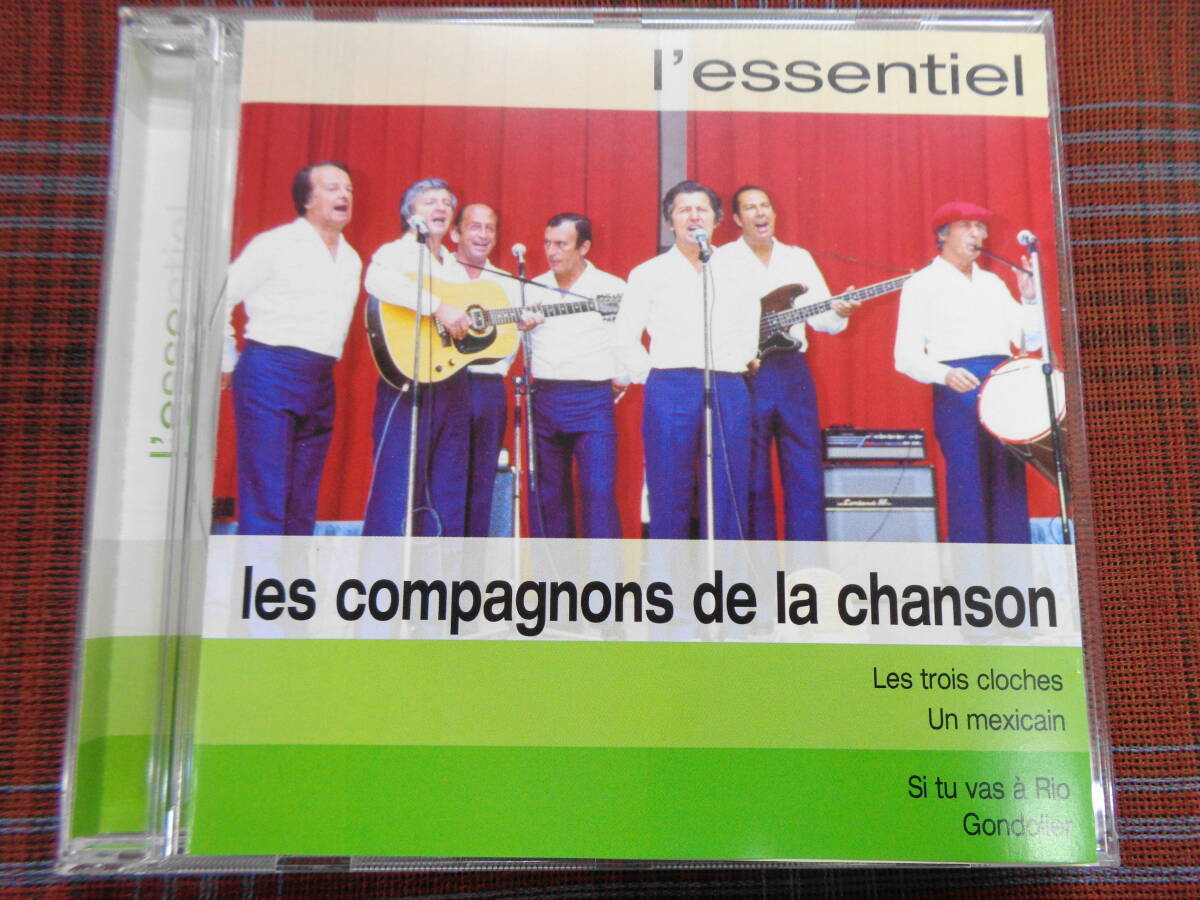 l'essentiel
les compagnons de la chanson
Les trois cloches
Un mexicain
Si tu vas à Rio
Gondolier
l'essentiel